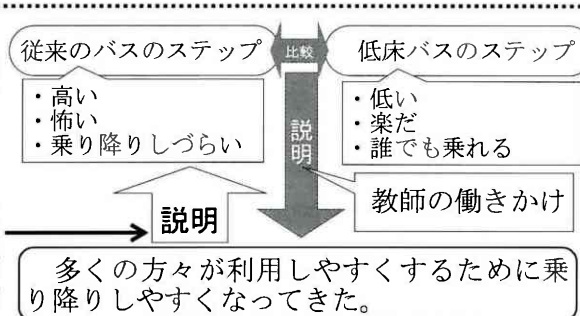 従来のバスのステップ
比較
低床バスのステップ
・高い
・怖い
・乗り降りしづらい
説明
・低い
・楽だ
・誰でも乗れる
教師の働きかけ
説明
多くの方々が利用しやすくするために乗
り降りしやすくなってきた。